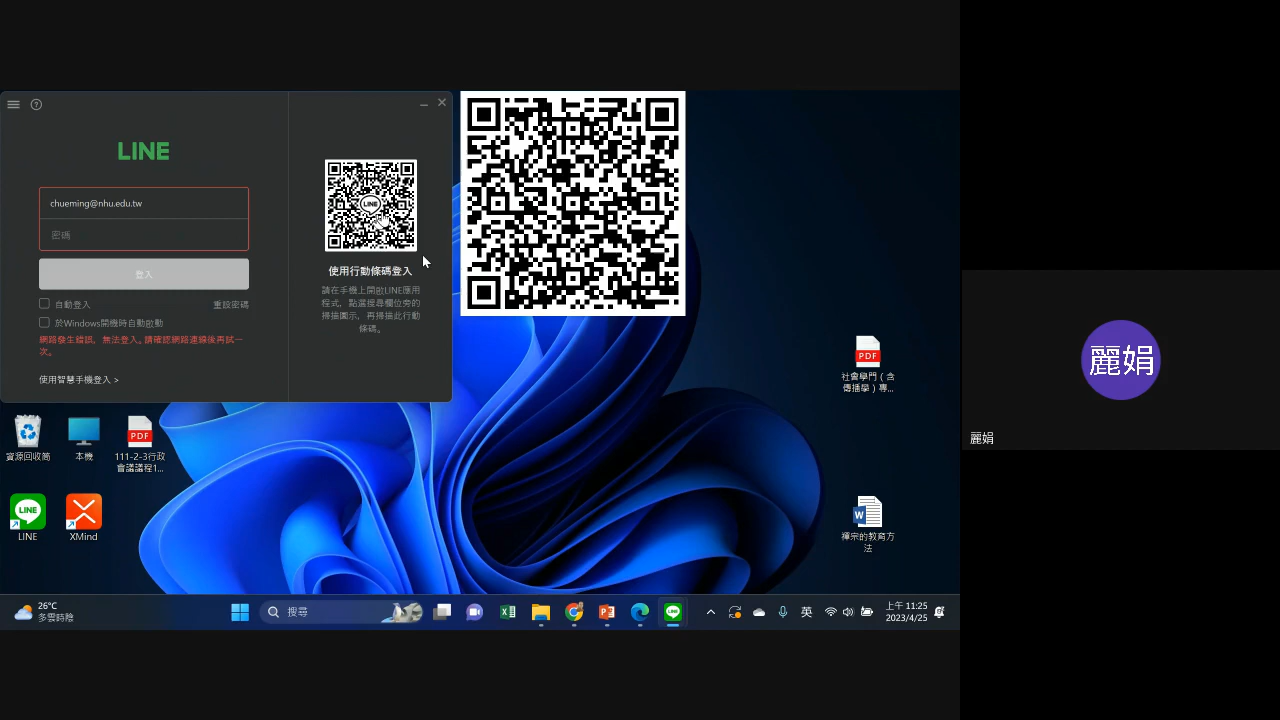 LINE
chueming@nhu.edu.tw
密碼
登入
自動登入
重設密碼
於Windows開機時自動啟動
網路發生錯誤，無法登入。請確認網路連線後再試一
次。
使用智慧手機登入 >
LINE
使用行動條碼登入
請在手機上開啟LINE應用
程式，點選搜尋欄位旁的
掃描圖示，再掃描此行動
條碼。
PDF
社會學門（含
傳播學）專...
資源回收筒
本機
PDF
111-2-3行政
會議議程1...
LINE
LINE
XMind
W
禪宗的教育方
法
26°C
多雲時陰
搜尋
英
上午 11:25
2023/4/25
麗娟
麗娟